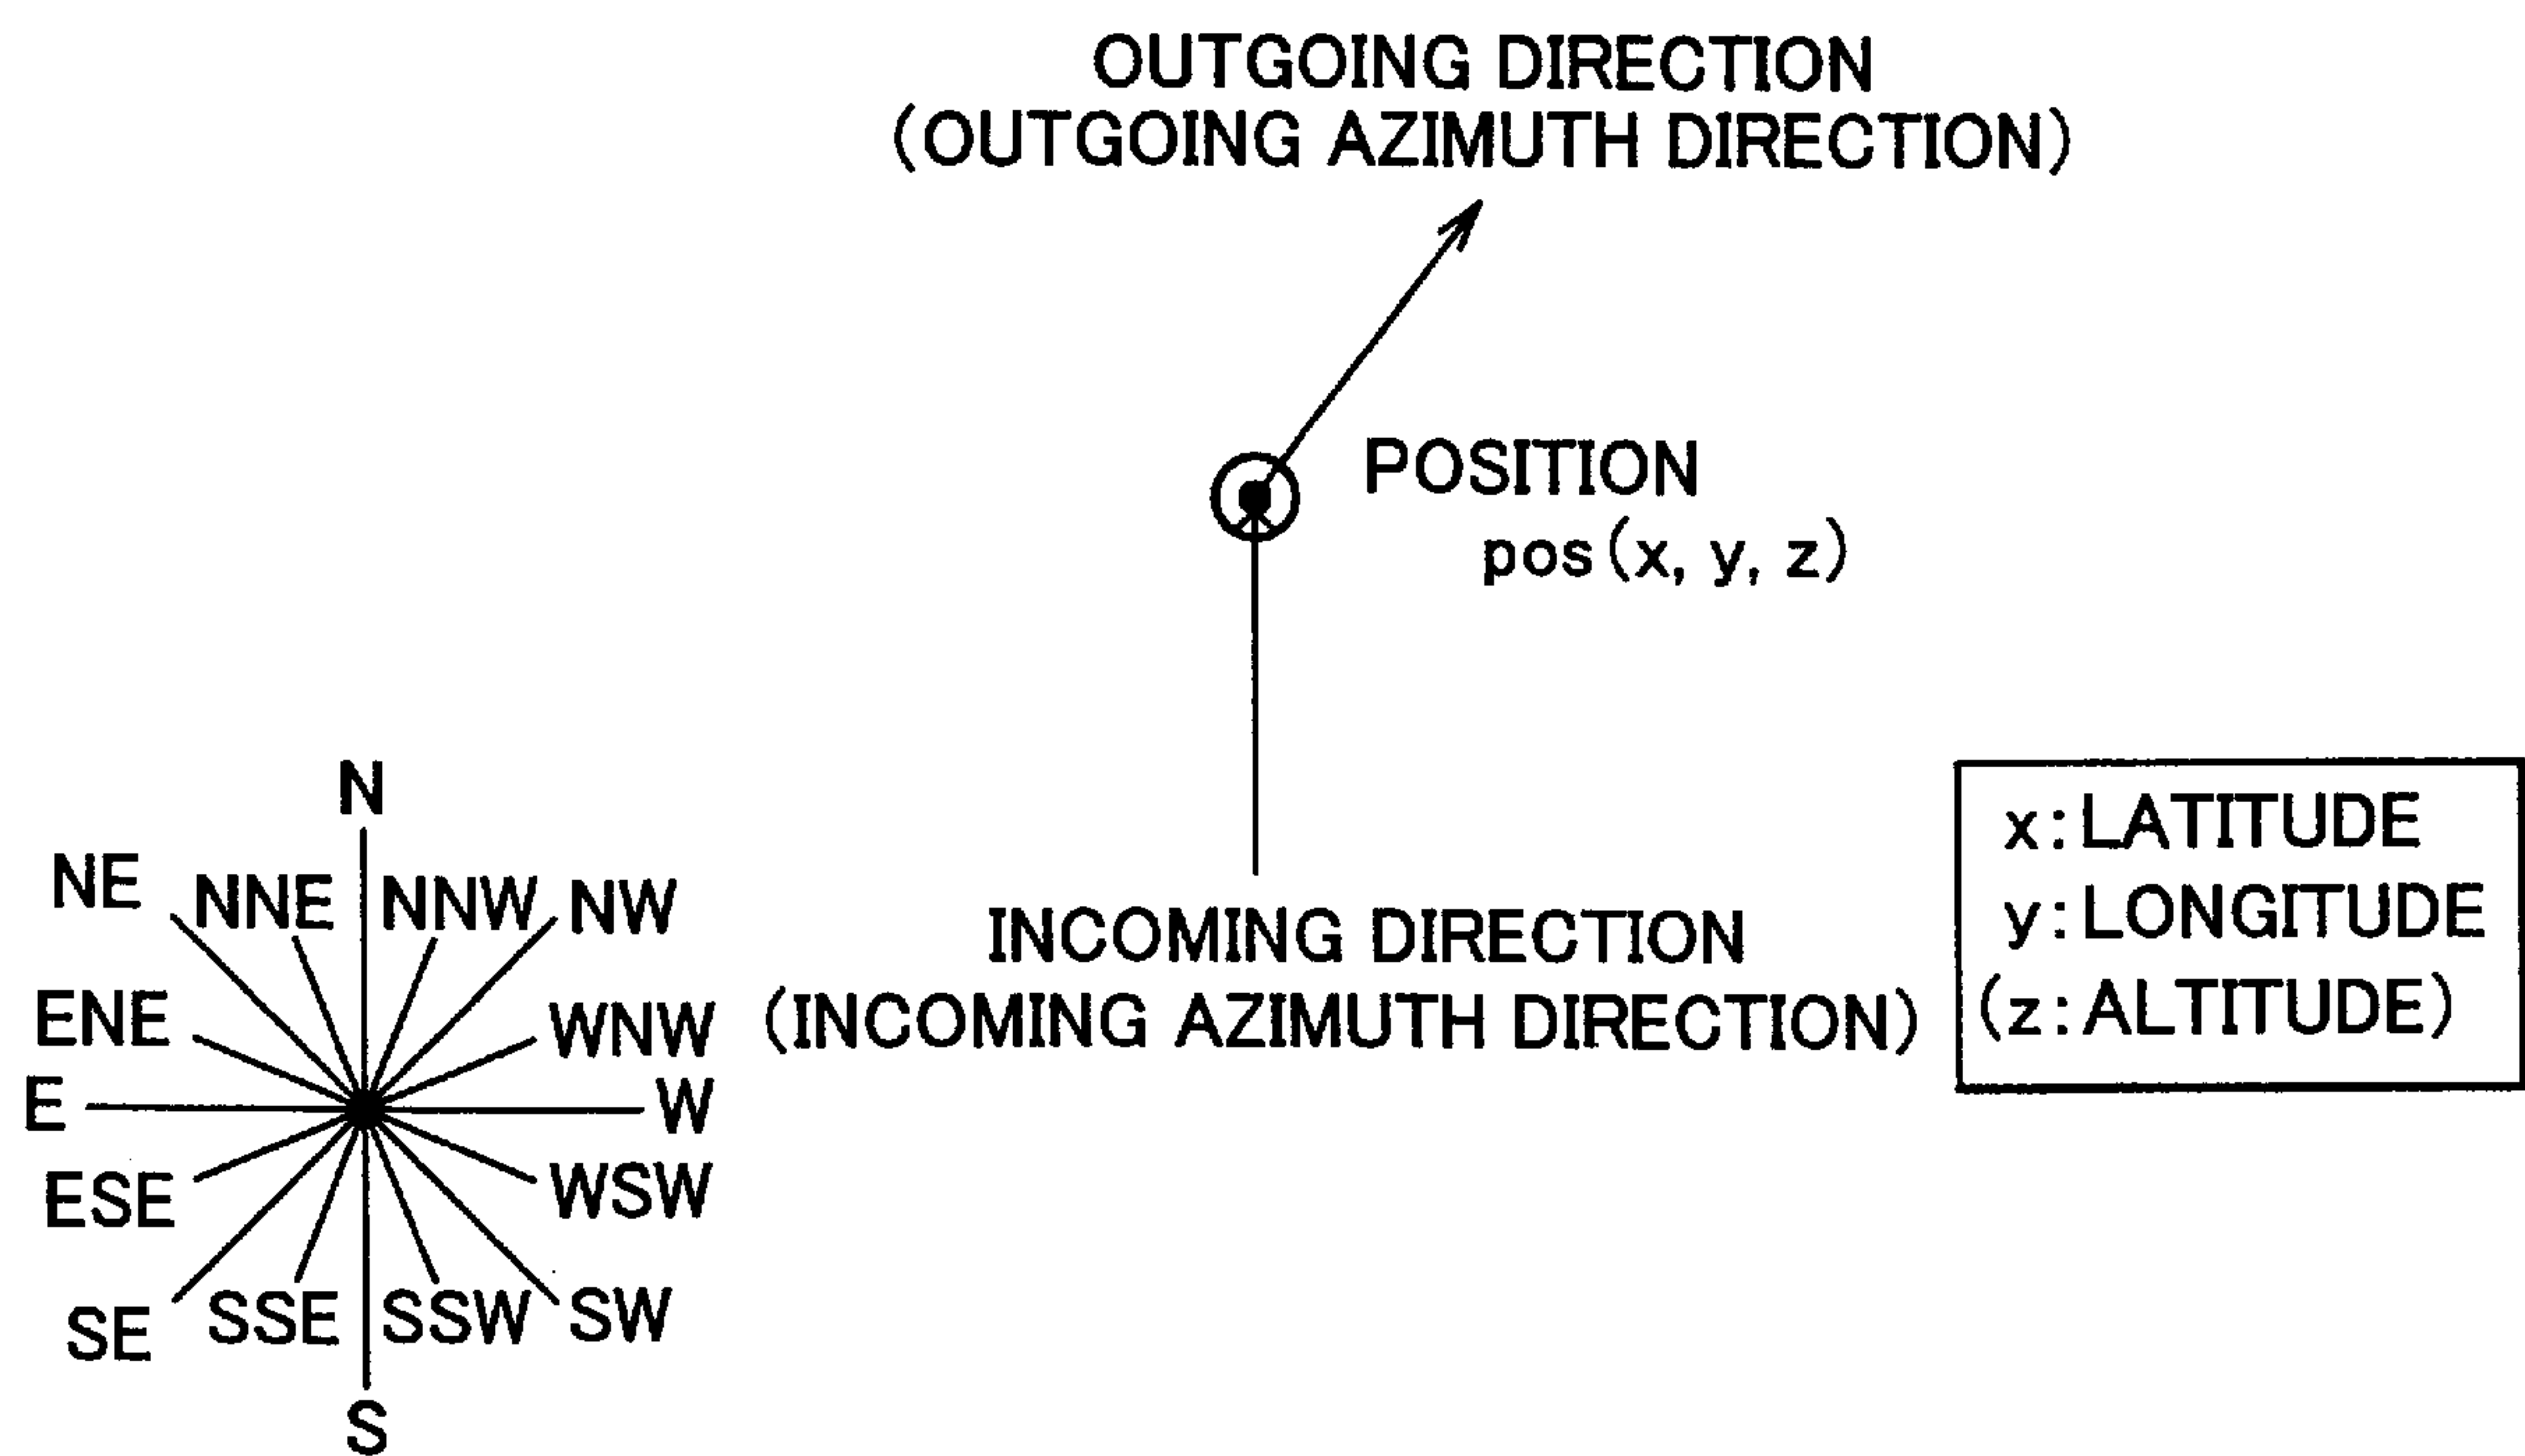 OUTGOING DIRECTION
(OUTGOING AZIMUTH DIRECTION)
POSITION
pos(x, y, z)
N
NE
NNE
NNW
NW
ENE
WNW
E
W
ESE
WSW
SE
SSE
SSW
SW
S
INCOMING DIRECTION
(INCOMING AZIMUTH DIRECTION)
x:LATITUDE
y:LONGITUDE
(z:ALTITUDE)